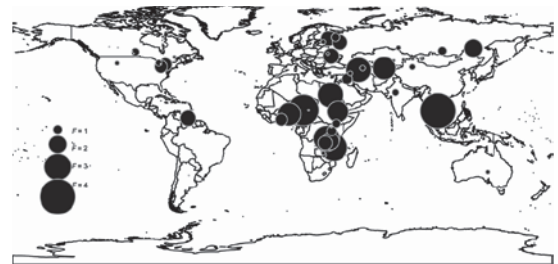 F = 1
F = 2
F = 3
F = 4